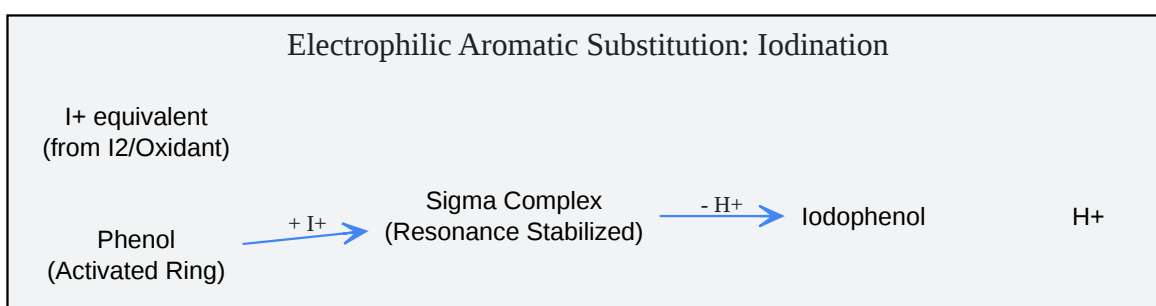 Electrophilic Aromatic Substitution: Iodination
I+ equivalent
(from I2/Oxidant)
Phenol
(Activated Ring)
+ I+
Sigma Complex
(Resonance Stabilized)
- H+
Iodophenol
H+